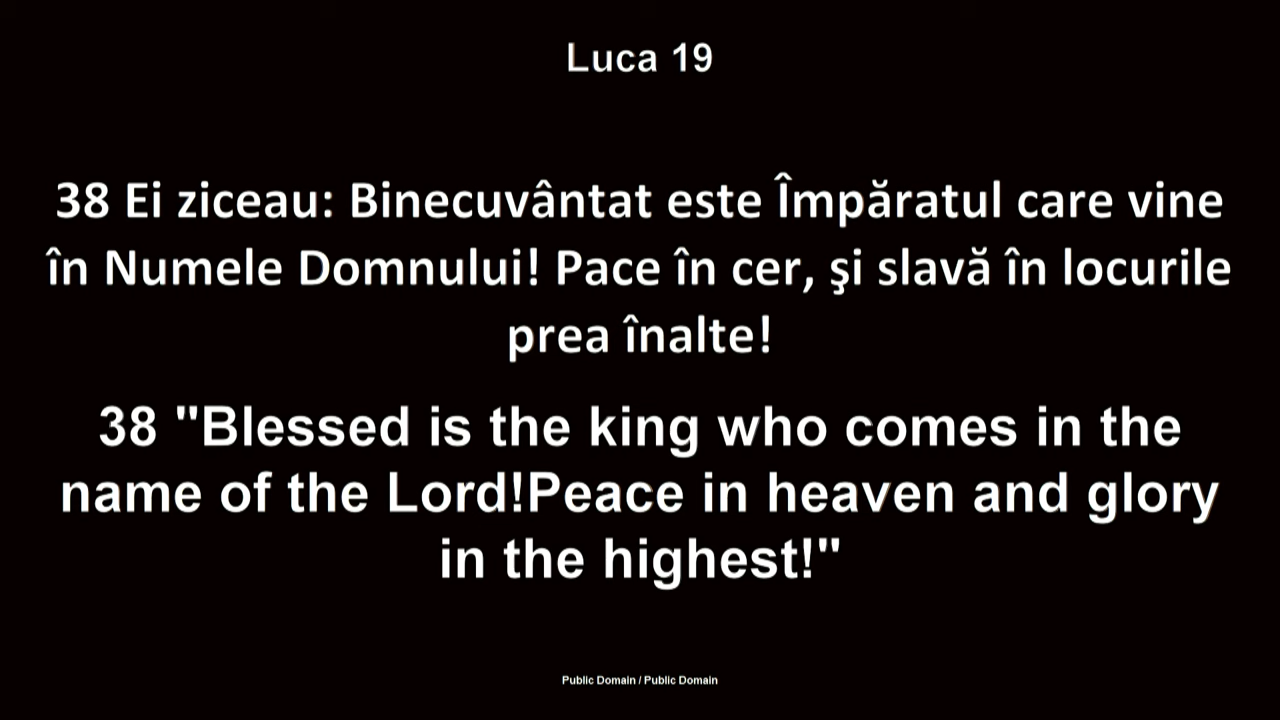 Luca 19
38 Ei ziceau: Binecuvântat este Împăratul care vine
în Numele Domnului! Pace în cer, şi slavă în locurile
prea înalte!
38 "Blessed is the king who comes in the
name of the Lord!Peace in heaven and glory
in the highest!"
Public Domain / Public Domain